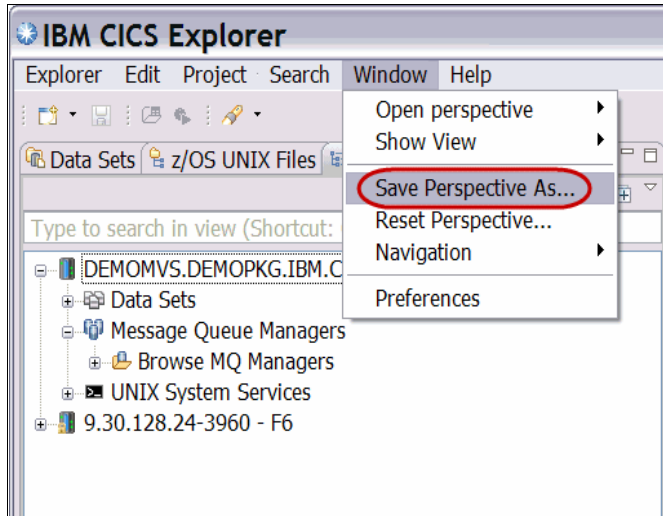 IBM CICS Explorer
Explorer Edit Project Search Window Help
Open perspective
Show View
Data Sets z/OS UNIX Files
Save Perspective As...
Reset Perspective...
Type to search in view (Shortcut:
Navigation
DEMOMVS.DEMOPKG.IBM.C
Data Sets
Preferences
Message Queue Managers
Browse MQ Managers
UNIX System Services
9.30.128.24-3960 - F6